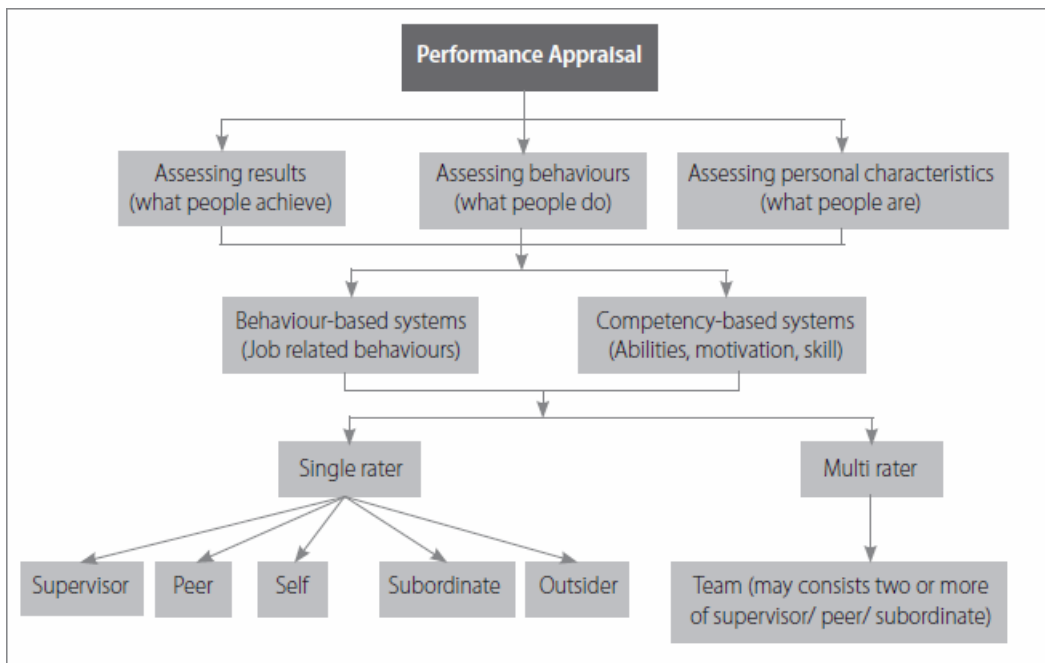 Performance Appraisal
Assessing results
(what people achieve)
Assessing behaviours
(what people do)
Assessing personal characteristics
(what people are)
Behaviour-based systems
(Job related behaviours)
Competency-based systems
(Abilities, motivation, skill)
Single rater
Multi rater
Supervisor
Peer
Self
Subordinate
Outsider
Team (may consists two or more
of supervisor/ peer/ subordinate)